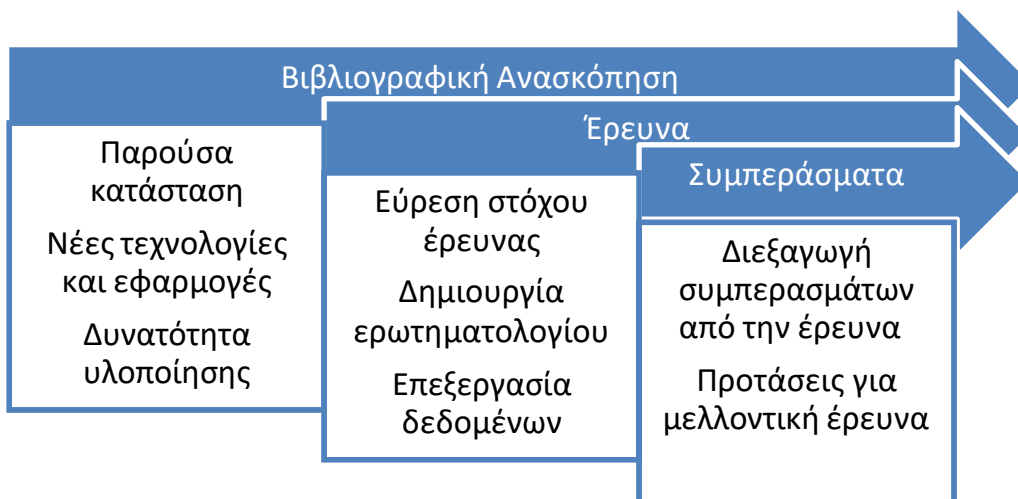 Βιβλιογραφική Ανασκόπηση
Παρούσα
κατάσταση
Νέες τεχνολογίες
και εφαρμογές
Δυνατότητα
υλοποίησης
Έρευνα
Εύρεση στόχου
έρευνας
Δημιουργία
ερωτηματολογίου
Επεξεργασία
δεδομένων
Συμπεράσματα
Διεξαγωγή
συμπερασμάτων
από την έρευνα
Προτάσεις για
μελλοντική έρευνα